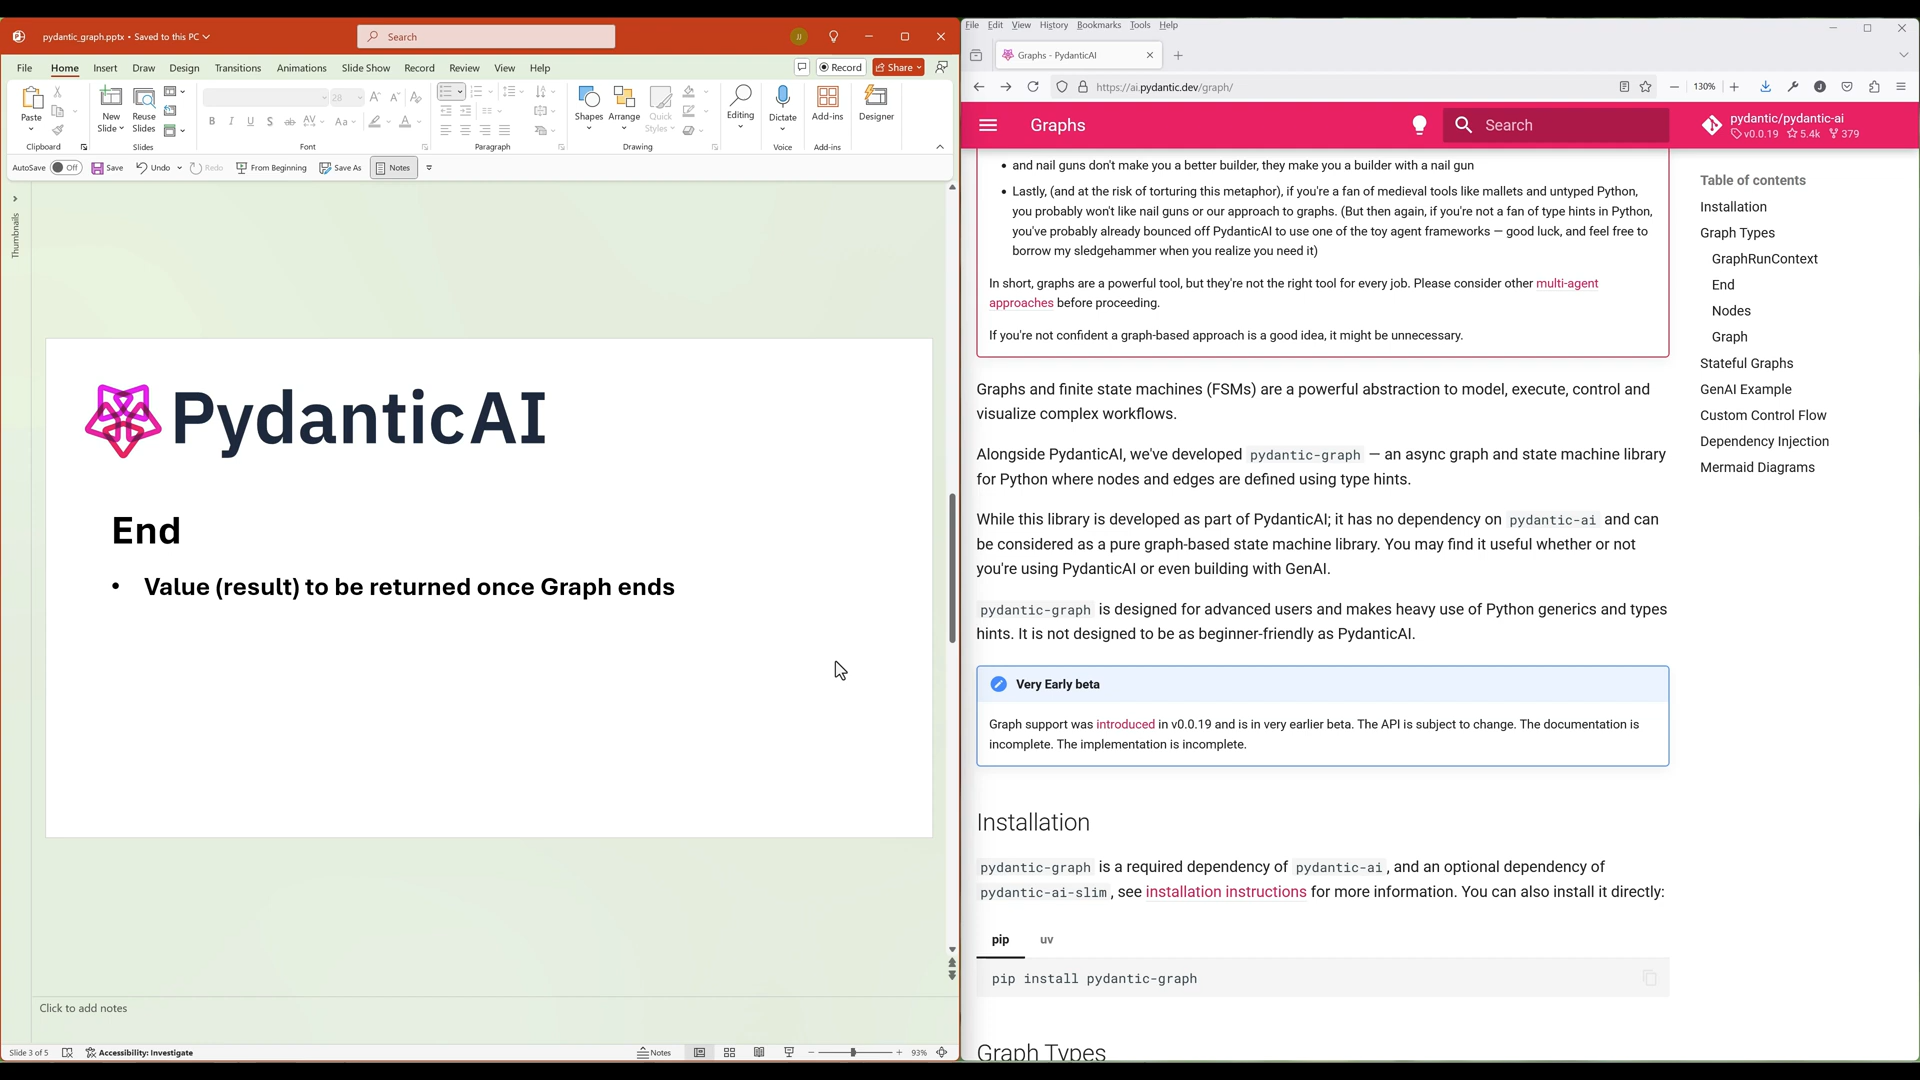 pydantic_graph.pptx • Saved to this PC
Search
JJ
File Home Insert Draw Design Transitions Animations Slide Show Record Review View Help
Record
Share
Paste
New Slide
Reuse Slides
28
Shapes
Arrange
Quick Styles
Editing
Dictate
Add-ins
Designer
Clipboard
Slides
Font
Paragraph
Drawing
Voice
Add-ins
AutoSave Off Save Undo Redo From Beginning Save As Notes
Thumbnails
PydanticAI
End
• Value (result) to be returned once Graph ends
Click to add notes
Slide 3 of 5
Accessibility: Investigate
Notes
93%
File Edit View History Bookmarks Tools Help
Graphs - PydanticAI
https://ai.pydantic.dev/graph/
130%
Graphs
Search
pydantic/pydantic-ai
v0.0.19 5.4k 379
• and nail guns don't make you a better builder, they make you a builder with a nail gun
• Lastly, (and at the risk of torturing this metaphor), if you're a fan of medieval tools like mallets and untyped Python,
you probably won't like nail guns or our approach to graphs. (But then again, if you're not a fan of type hints in Python,
you've probably already bounced off PydanticAI to use one of the toy agent frameworks — good luck, and feel free to
borrow my sledgehammer when you realize you need it)
In short, graphs are a powerful tool, but they're not the right tool for every job. Please consider other multi-agent
approaches before proceeding.
If you're not confident a graph-based approach is a good idea, it might be unnecessary.
Graphs and finite state machines (FSMs) are a powerful abstraction to model, execute, control and
visualize complex workflows.
Alongside PydanticAI, we've developed pydantic-graph — an async graph and state machine library
for Python where nodes and edges are defined using type hints.
While this library is developed as part of PydanticAI; it has no dependency on pydantic-ai and can
be considered as a pure graph-based state machine library. You may find it useful whether or not
you're using PydanticAI or even building with GenAI.
pydantic-graph is designed for advanced users and makes heavy use of Python generics and types
hints. It is not designed to be as beginner-friendly as PydanticAI.
Very Early beta
Graph support was introduced in v0.0.19 and is in very earlier beta. The API is subject to change. The documentation is
incomplete. The implementation is incomplete.
Installation
pydantic-graph is a required dependency of pydantic-ai, and an optional dependency of
pydantic-ai-slim, see installation instructions for more information. You can also install it directly:
pip uv
pip install pydantic-graph
Graph Types
Table of contents
Installation
Graph Types
GraphRunContext
End
Nodes
Graph
Stateful Graphs
GenAI Example
Custom Control Flow
Dependency Injection
Mermaid Diagrams